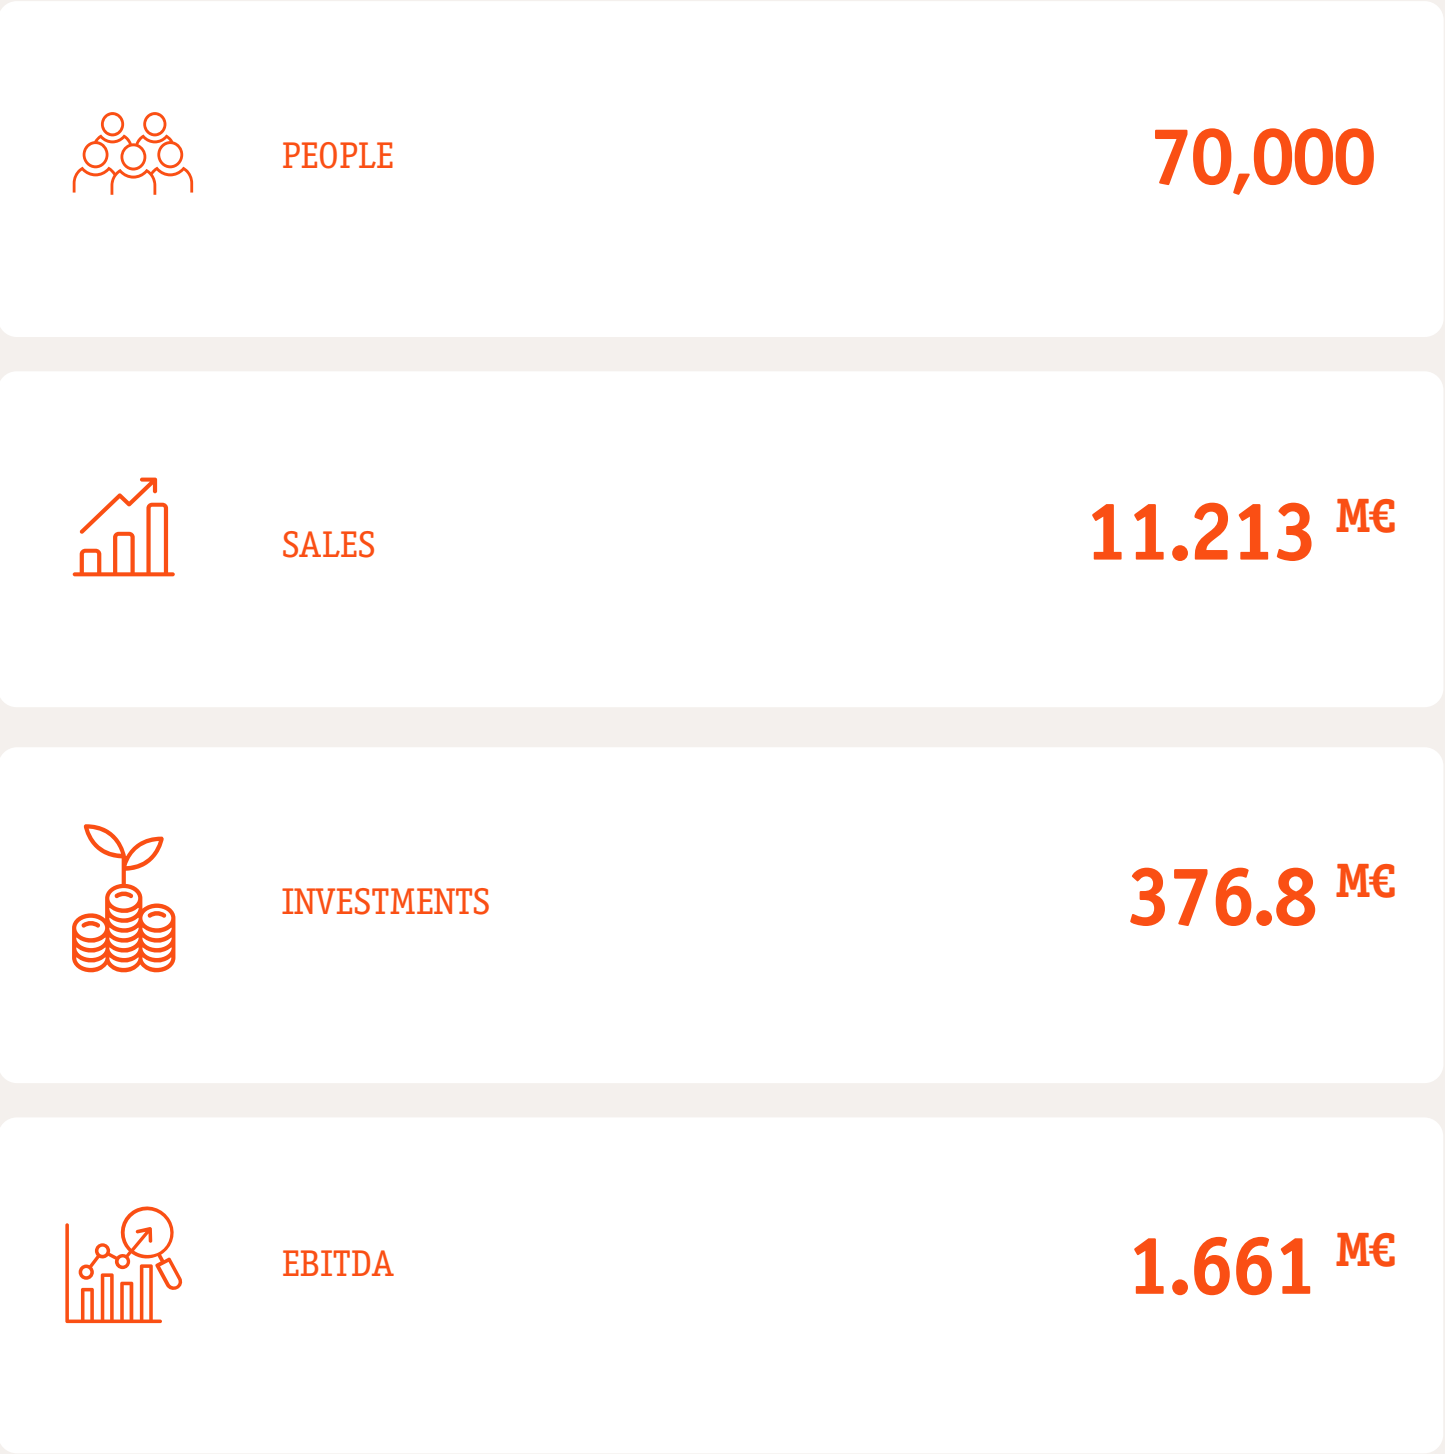 PEOPLE 70,000
SALES 11.213 M€
INVESTMENTS 376.8 M€
EBITDA 1.661 M€